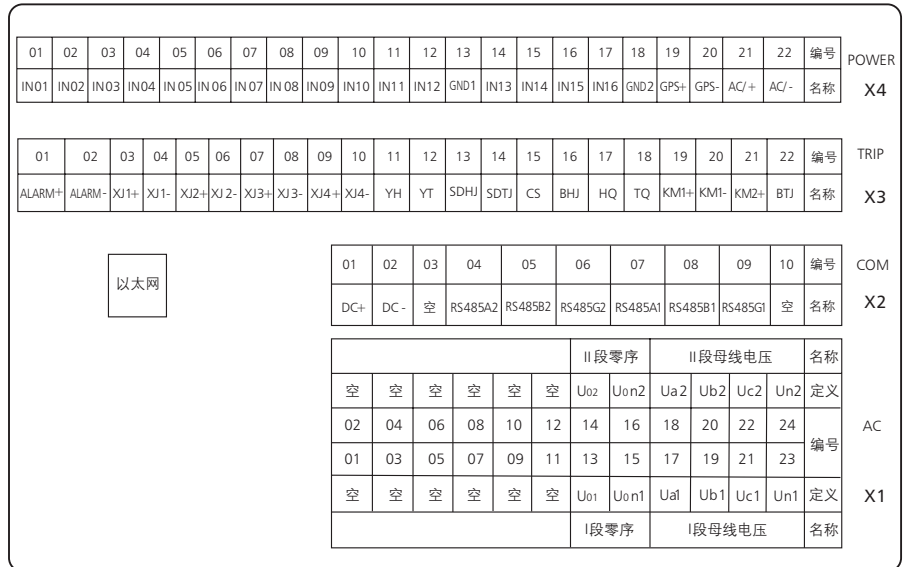 01 02 03 04 05 06 07 08 09 10 11 12 13 14 15 16 17 18 19 20 21 22 编号 POWER
IN01 IN02 IN03 IN04 IN05 IN06 IN07 IN08 IN09 IN10 IN11 IN12 GND1 IN13 IN14 IN15 IN16 GND2 GPS+ GPS- AC/+ AC/- 名称 X4
01 02 03 04 05 06 07 08 09 10 11 12 13 14 15 16 17 18 19 20 21 22 编号 TRIP
ALARM+ ALARM- XJ1+ XJ1- XJ2+ XJ2- XJ3+ XJ3- XJ4+ XJ4- YH YT SDHJ SDTJ CS BHJ HQ TQ KM1+ KM1- KM2+ BTJ 名称 X3
以太网
01 02 03 04 05 06 07 08 09 10 编号 COM
DC+ DC- 空 RS485A2 RS485B2 RS485G2 RS485A1 RS485B1 RS485G1 空 名称 X2
II段零序 II段母线电压 名称
空 空 空 空 空 空 U02 U0n2 Ua2 Ub2 Uc2 Un2 定义
02 04 06 08 10 12 14 16 18 20 22 24 编号 AC
01 03 05 07 09 11 13 15 17 19 21 23
空 空 空 空 空 空 U01 U0n1 Ua1 Ub1 Uc1 Un1 定义 X1
I段零序 I段母线电压 名称